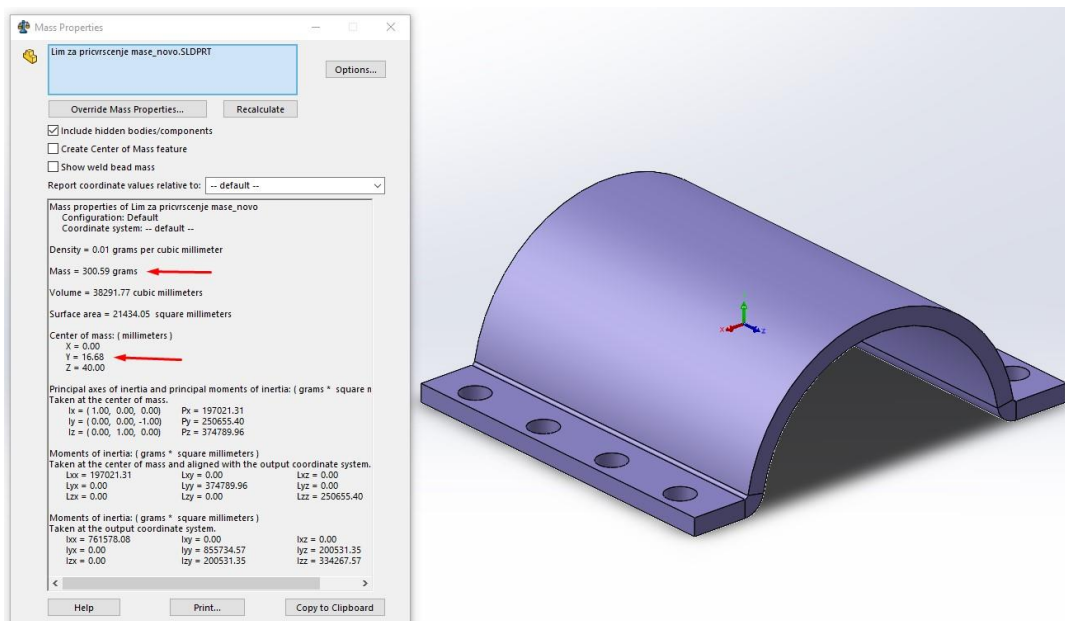 Mass Properties
Lim za pricvrscenje mase_novo.SLDPRT
Options...
Override Mass Properties...
Recalculate
Include hidden bodies/components
Create Center of Mass feature
Show weld bead mass
Report coordinate values relative to: -- default --
Mass properties of Lim za pricvrscenje mase_novo
Configuration: Default
Coordinate system: -- default --
Density = 0.01 grams per cubic millimeter
Mass = 300.59 grams
Volume = 38291.77 cubic millimeters
Surface area = 21434.05 square millimeters
Center of mass: ( millimeters )
X = 0.00
Y = 16.68
Z = 40.00
Principal axes of inertia and principal moments of inertia: ( grams * square n
Taken at the center of mass.
Ix = ( 1.00, 0.00, 0.00) Px = 197021.31
Iy = ( 0.00, 0.00, -1.00) Py = 250655.40
Iz = ( 0.00, 1.00, 0.00) Pz = 374789.96
Moments of inertia: ( grams * square millimeters )
Taken at the center of mass and aligned with the output coordinate system.
Lxx = 197021.31 Lxy = 0.00 Lxz = 0.00
Lyx = 0.00 Lyy = 374789.96 Lyz = 0.00
Lzx = 0.00 Lzy = 0.00 Lzz = 250655.40
Moments of inertia: ( grams * square millimeters )
Taken at the output coordinate system.
Ixx = 761578.08 Ixy = 0.00 Ixz = 0.00
Iyx = 0.00 Iyy = 855734.57 Iyz = 200531.35
Izx = 0.00 Izy = 200531.35 Izz = 334267.57
Help
Print...
Copy to Clipboard
Y
X
Z